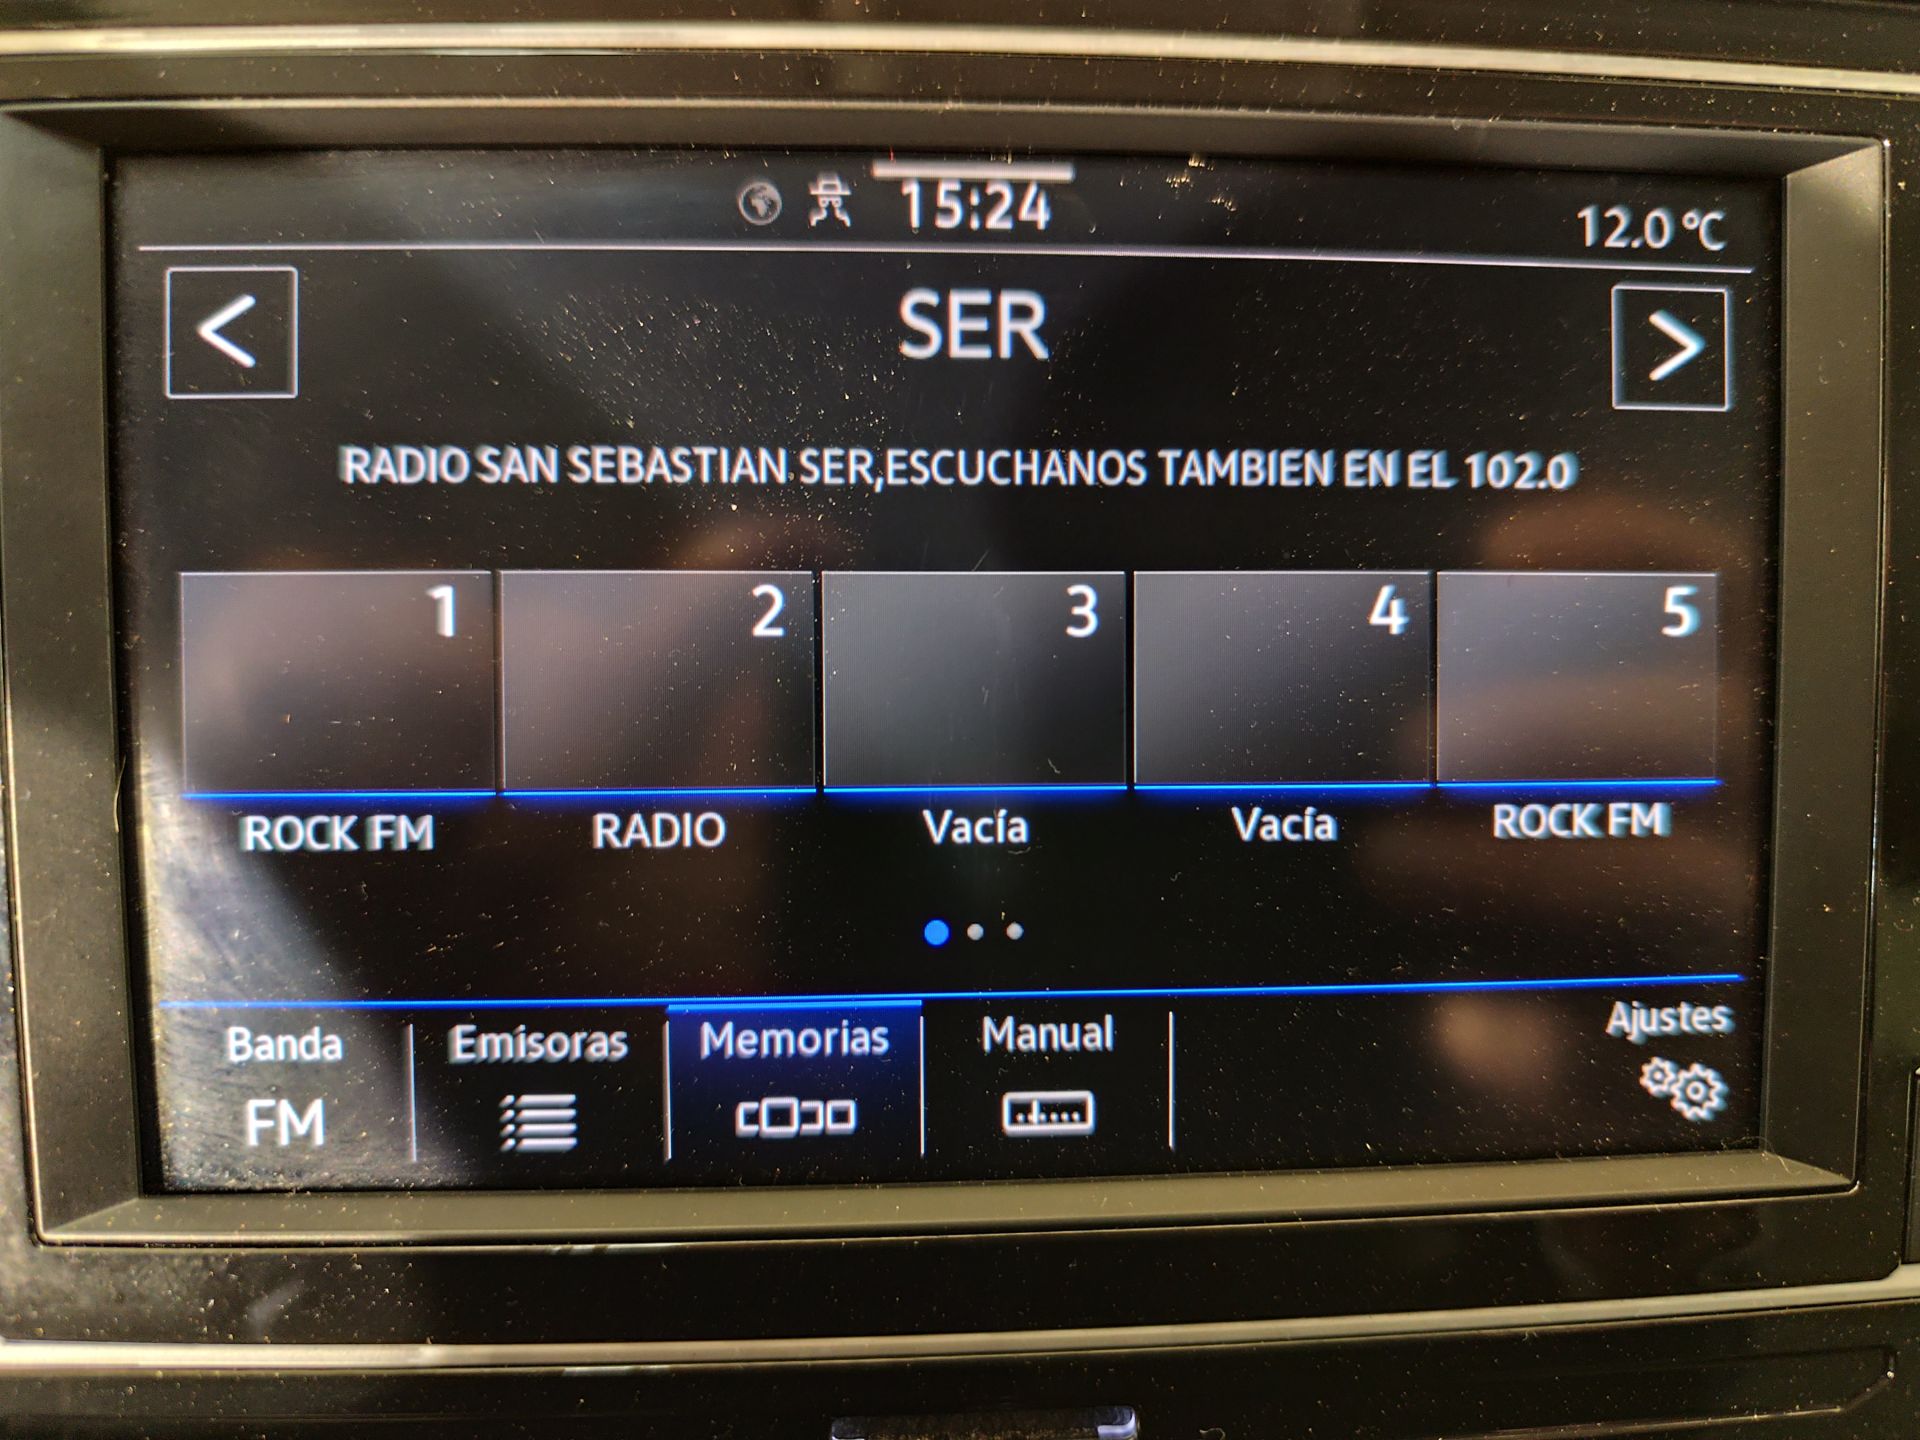 15:24
12.0 °C
SER
RADIO SAN SEBASTIAN SER,ESCUCHANOS TAMBIEN EN EL 102.0
1 2 3 4 5
ROCK FM RADIO Vacía Vacía ROCK FM
Banda Emisoras Memorias Manual Ajustes
FM